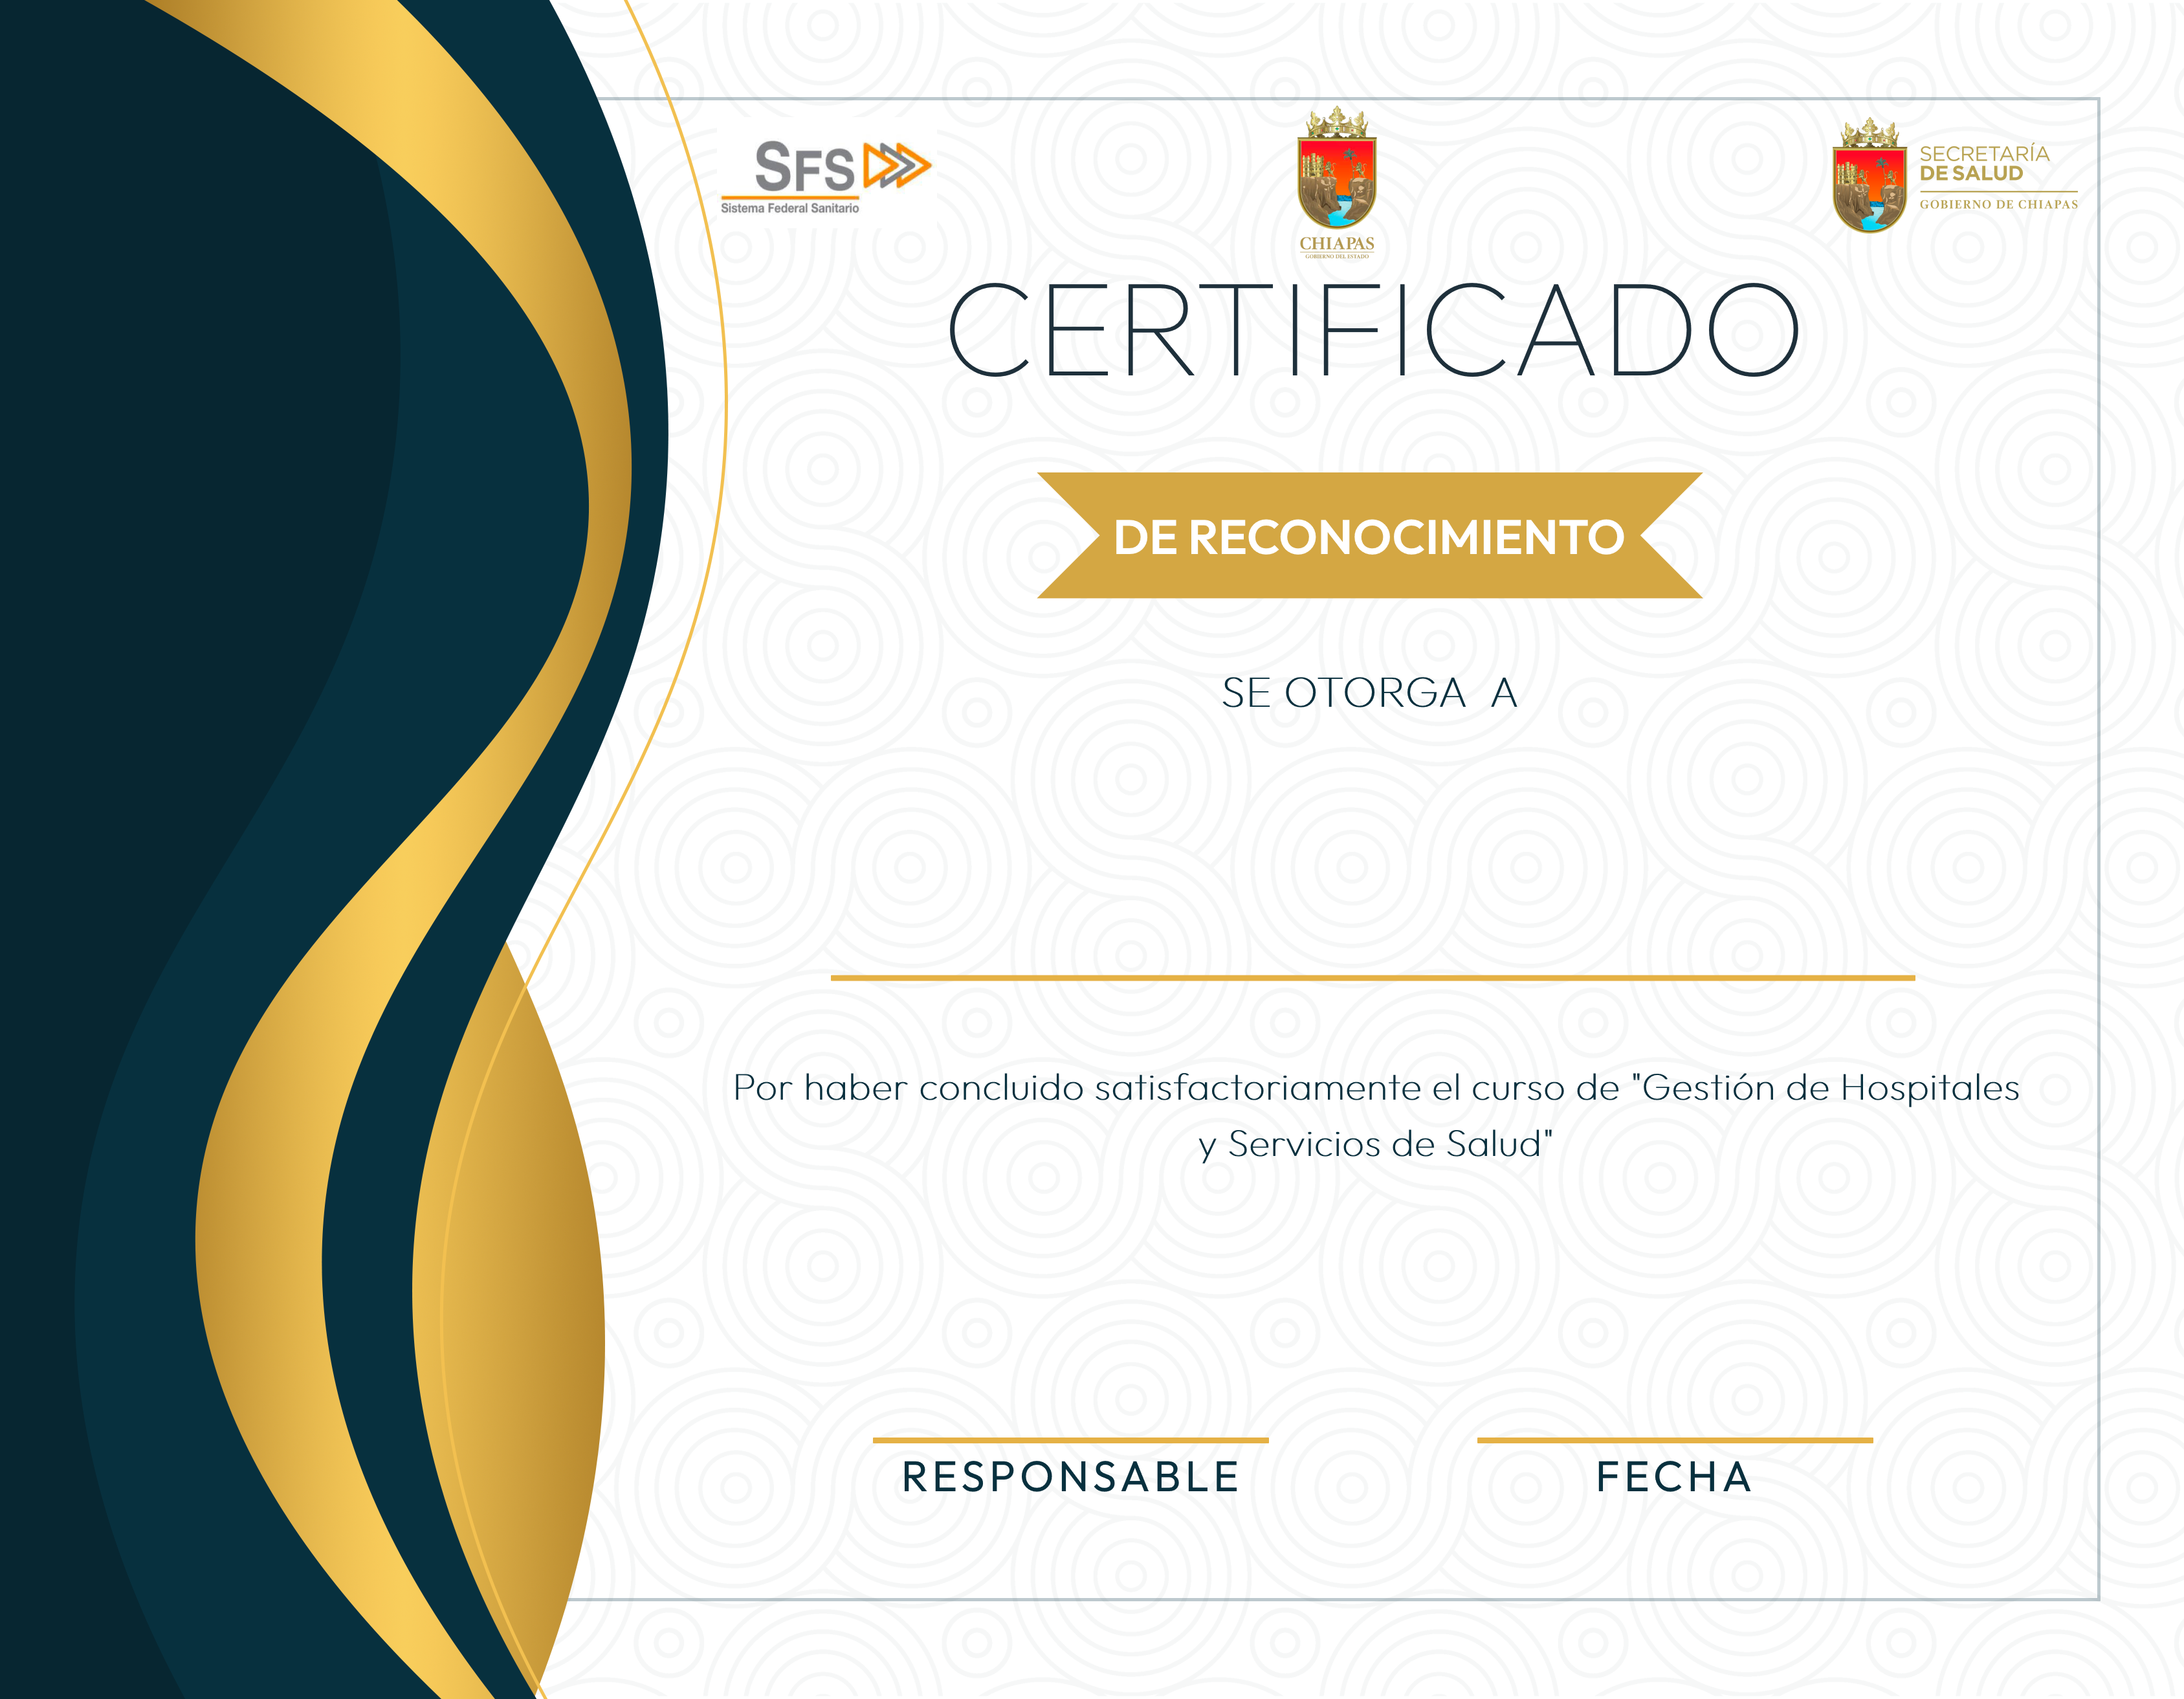 SFS
Sistema Federal Sanitario
CHIAPAS
GOBIERNO DEL ESTADO
SECRETARÍA
DE SALUD
GOBIERNO DE CHIAPAS
CERTIFICADO
DE RECONOCIMIENTO
SE OTORGA A
Por haber concluido satisfactoriamente el curso de "Gestión de Hospitales
y Servicios de Salud"
RESPONSABLE
FECHA